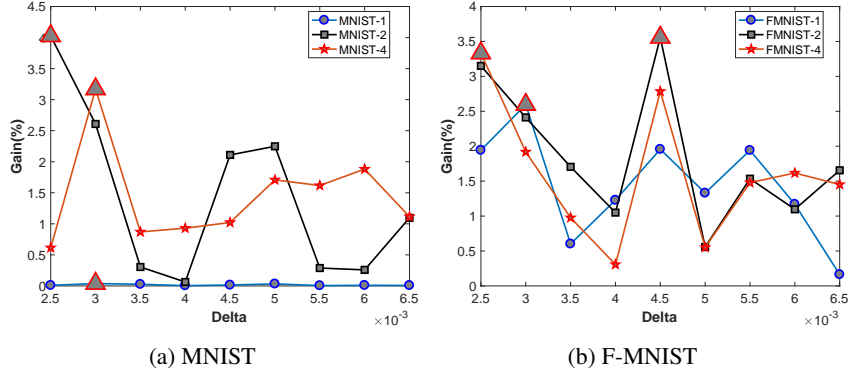 MNIST-1
MNIST-2
MNIST-4
Gain(%)
4.5
4
3.5
3
2.5
2
1.5
1
0.5
0
2.5 3 3.5 4 4.5 5 5.5 6 6.5
Delta
×10⁻³
(a) MNIST
FMNIST-1
FMNIST-2
FMNIST-4
Gain(%)
4
3.5
3
2.5
2
1.5
1
0.5
0
2.5 3 3.5 4 4.5 5 5.5 6 6.5
Delta
×10⁻³
(b) F-MNIST